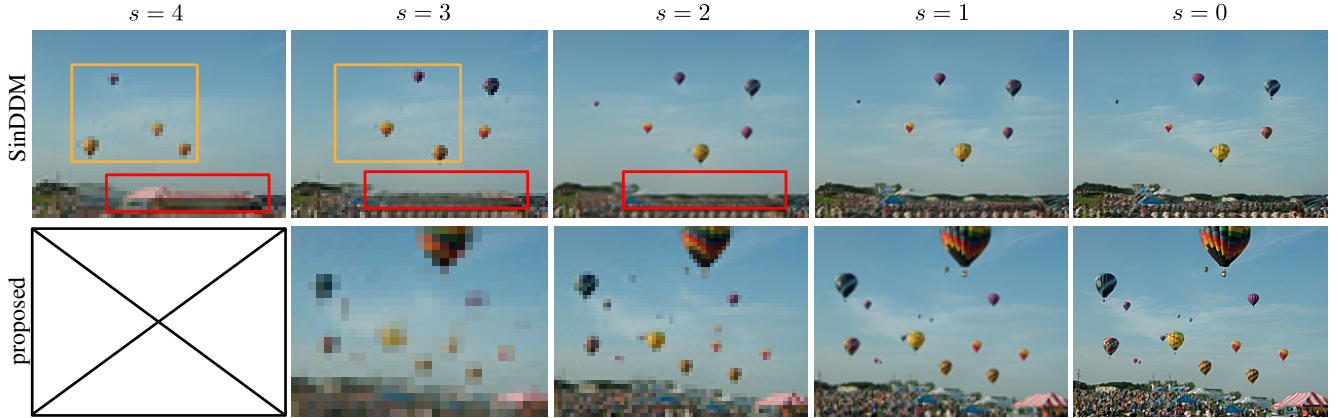 s = 4
s = 3
s = 2
s = 1
s = 0
SinDDM
proposed